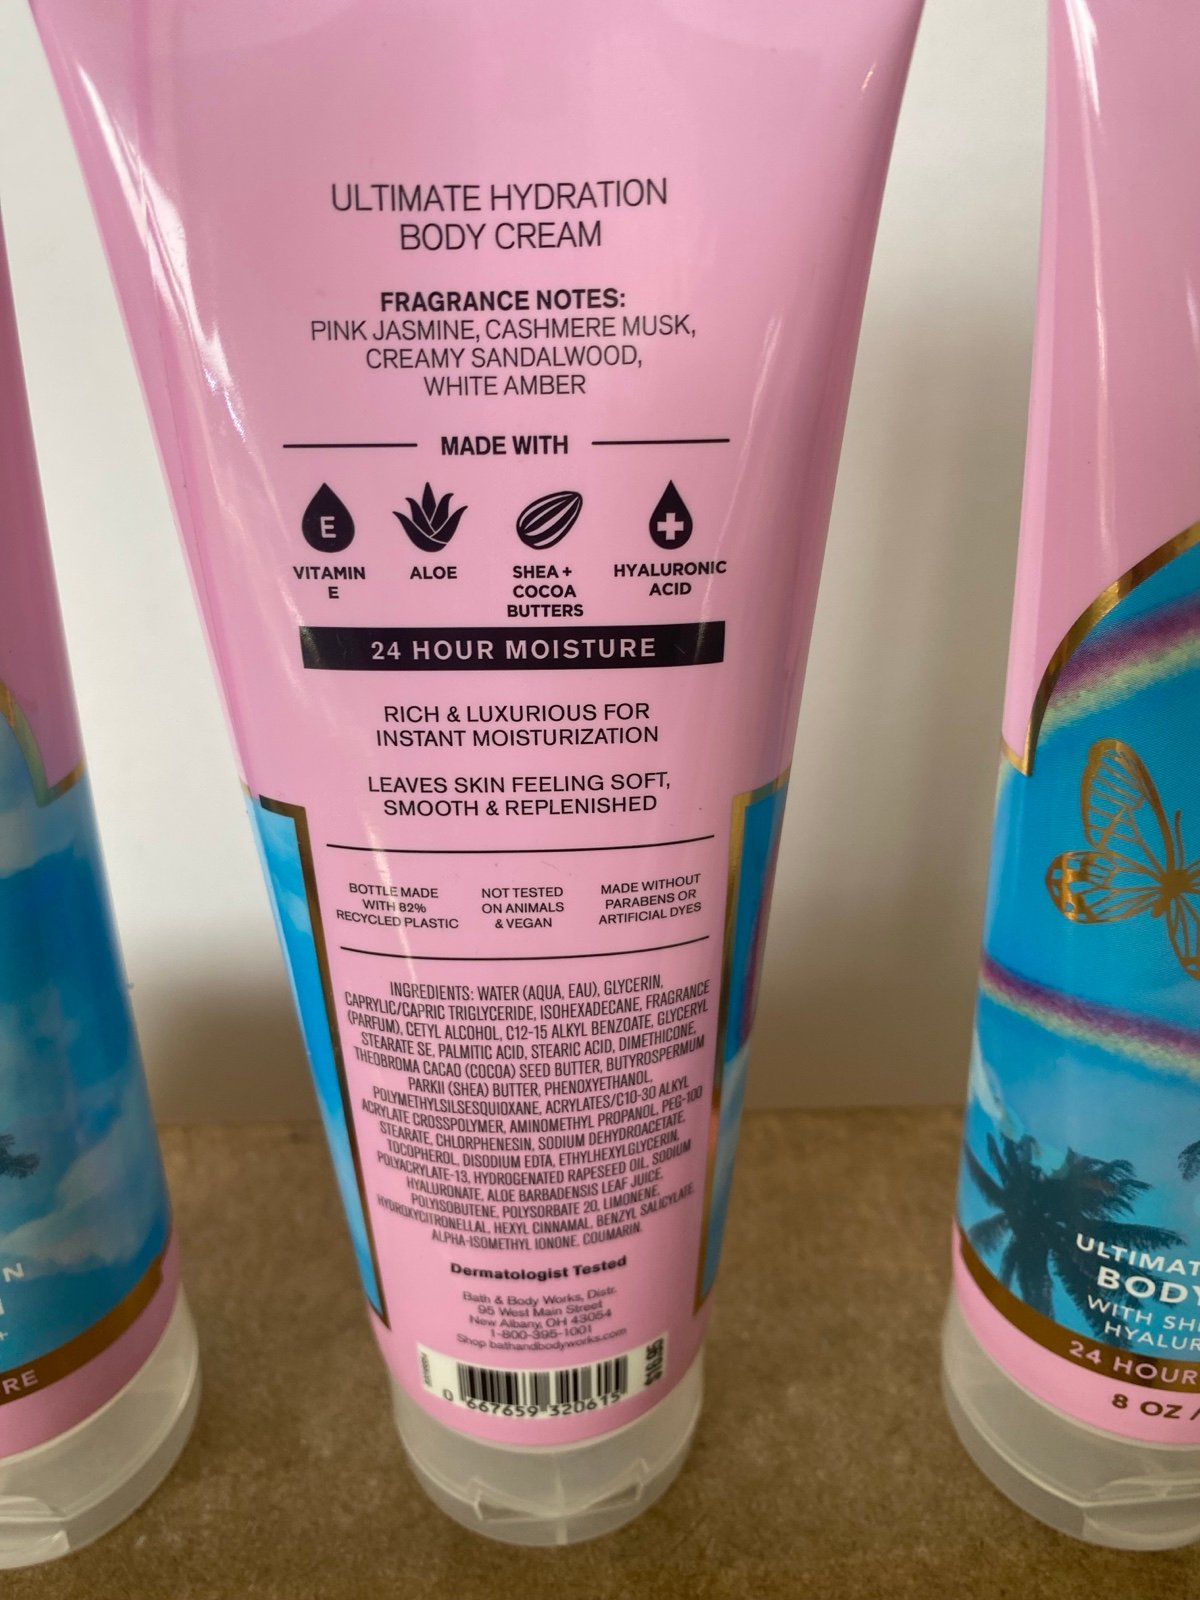 ULTIMATE HYDRATION
BODY CREAM
FRAGRANCE NOTES:
PINK JASMINE, CASHMERE MUSK,
CREAMY SANDALWOOD,
WHITE AMBER
MADE WITH
E
VITAMIN
E
ALOE
SHEA +
COCOA
BUTTERS
HYALURONIC
ACID
24 HOUR MOISTURE
RICH & LUXURIOUS FOR
INSTANT MOISTURIZATION
LEAVES SKIN FEELING SOFT,
SMOOTH & REPLENISHED
BOTTLE MADE
WITH 82%
RECYCLED PLASTIC
NOT TESTED
ON ANIMALS
& VEGAN
MADE WITHOUT
PARABENS OR
ARTIFICIAL DYES
INGREDIENTS: WATER (AQUA, EAU), GLYCERIN,
CAPRYLIC/CAPRIC TRIGLYCERIDE, ISOHEXADECANE, FRAGRANCE
(PARFUM), CETYL ALCOHOL, C12-15 ALKYL BENZOATE, GLYCERYL
STEARATE SE, PALMITIC ACID, STEARIC ACID, DIMETHICONE,
THEOBROMA CACAO (COCOA) SEED BUTTER, BUTYROSPERMUM
PARKII (SHEA) BUTTER, PHENOXYETHANOL,
POLYMETHYLSILSESQUIOXANE, ACRYLATES/C10-30 ALKYL
ACRYLATE CROSSPOLYMER, AMINOMETHYL PROPANOL, PEG-100
STEARATE, CHLORPHENESIN, SODIUM DEHYDROACETATE,
TOCOPHEROL, DISODIUM EDTA, ETHYLHEXYLGLYCERIN,
POLYACRYLATE-13, HYDROGENATED RAPESEED OIL, SODIUM
HYALURONATE, ALOE BARBADENSIS LEAF JUICE,
POLYISOBUTENE, POLYSORBATE 20, LIMONENE,
HYDROXYCITRONELLAL, HEXYL CINNAMAL, BENZYL SALICYLATE,
ALPHA-ISOMETHYL IONONE, COUMARIN.
Dermatologist Tested
Bath & Body Works, Distr.
95 West Main Street
New Albany, OH 43054
1-800-395-1001
Shop bathandbodyworks.com
0 667659 320615
$16.95
N
RE
ULTIMAT
BODY
WITH SHE
HYALUR
24 HOUR
8 OZ /